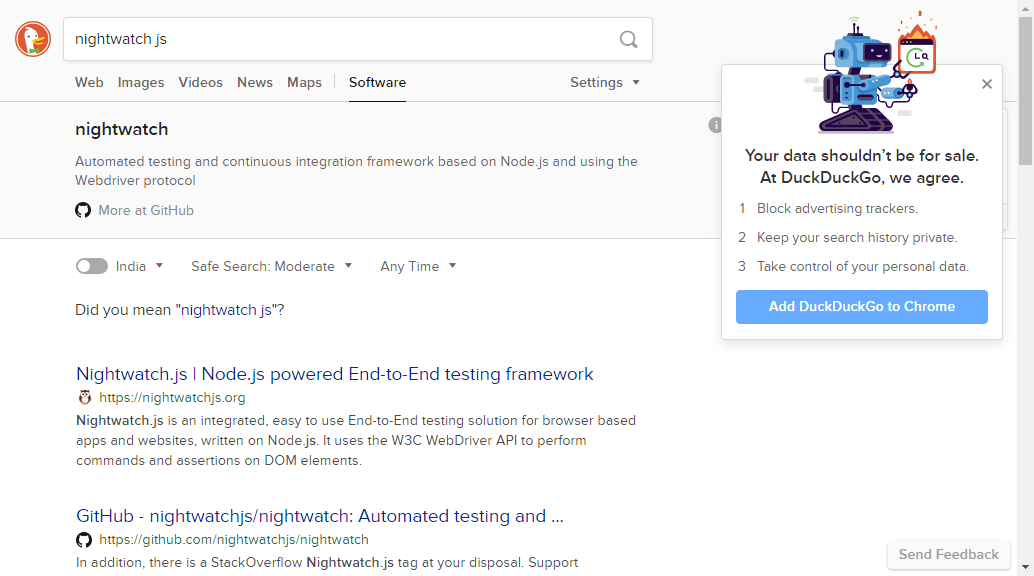 nightwatch js
Web Images Videos News Maps Software Settings
nightwatch
Automated testing and continuous integration framework based on Node.js and using the
Webdriver protocol
More at GitHub
Your data shouldn’t be for sale.
At DuckDuckGo, we agree.
1 Block advertising trackers.
2 Keep your search history private.
3 Take control of your personal data.
Add DuckDuckGo to Chrome
India Safe Search: Moderate Any Time
Did you mean "nightwatch js"?
Nightwatch.js | Node.js powered End-to-End testing framework
https://nightwatchjs.org
Nightwatch.js is an integrated, easy to use End-to-End testing solution for browser based
apps and websites, written on Node.js. It uses the W3C WebDriver API to perform
commands and assertions on DOM elements.
GitHub - nightwatchjs/nightwatch: Automated testing and ...
https://github.com/nightwatchjs/nightwatch
In addition, there is a StackOverflow Nightwatch.js tag at your disposal. Support
Send Feedback